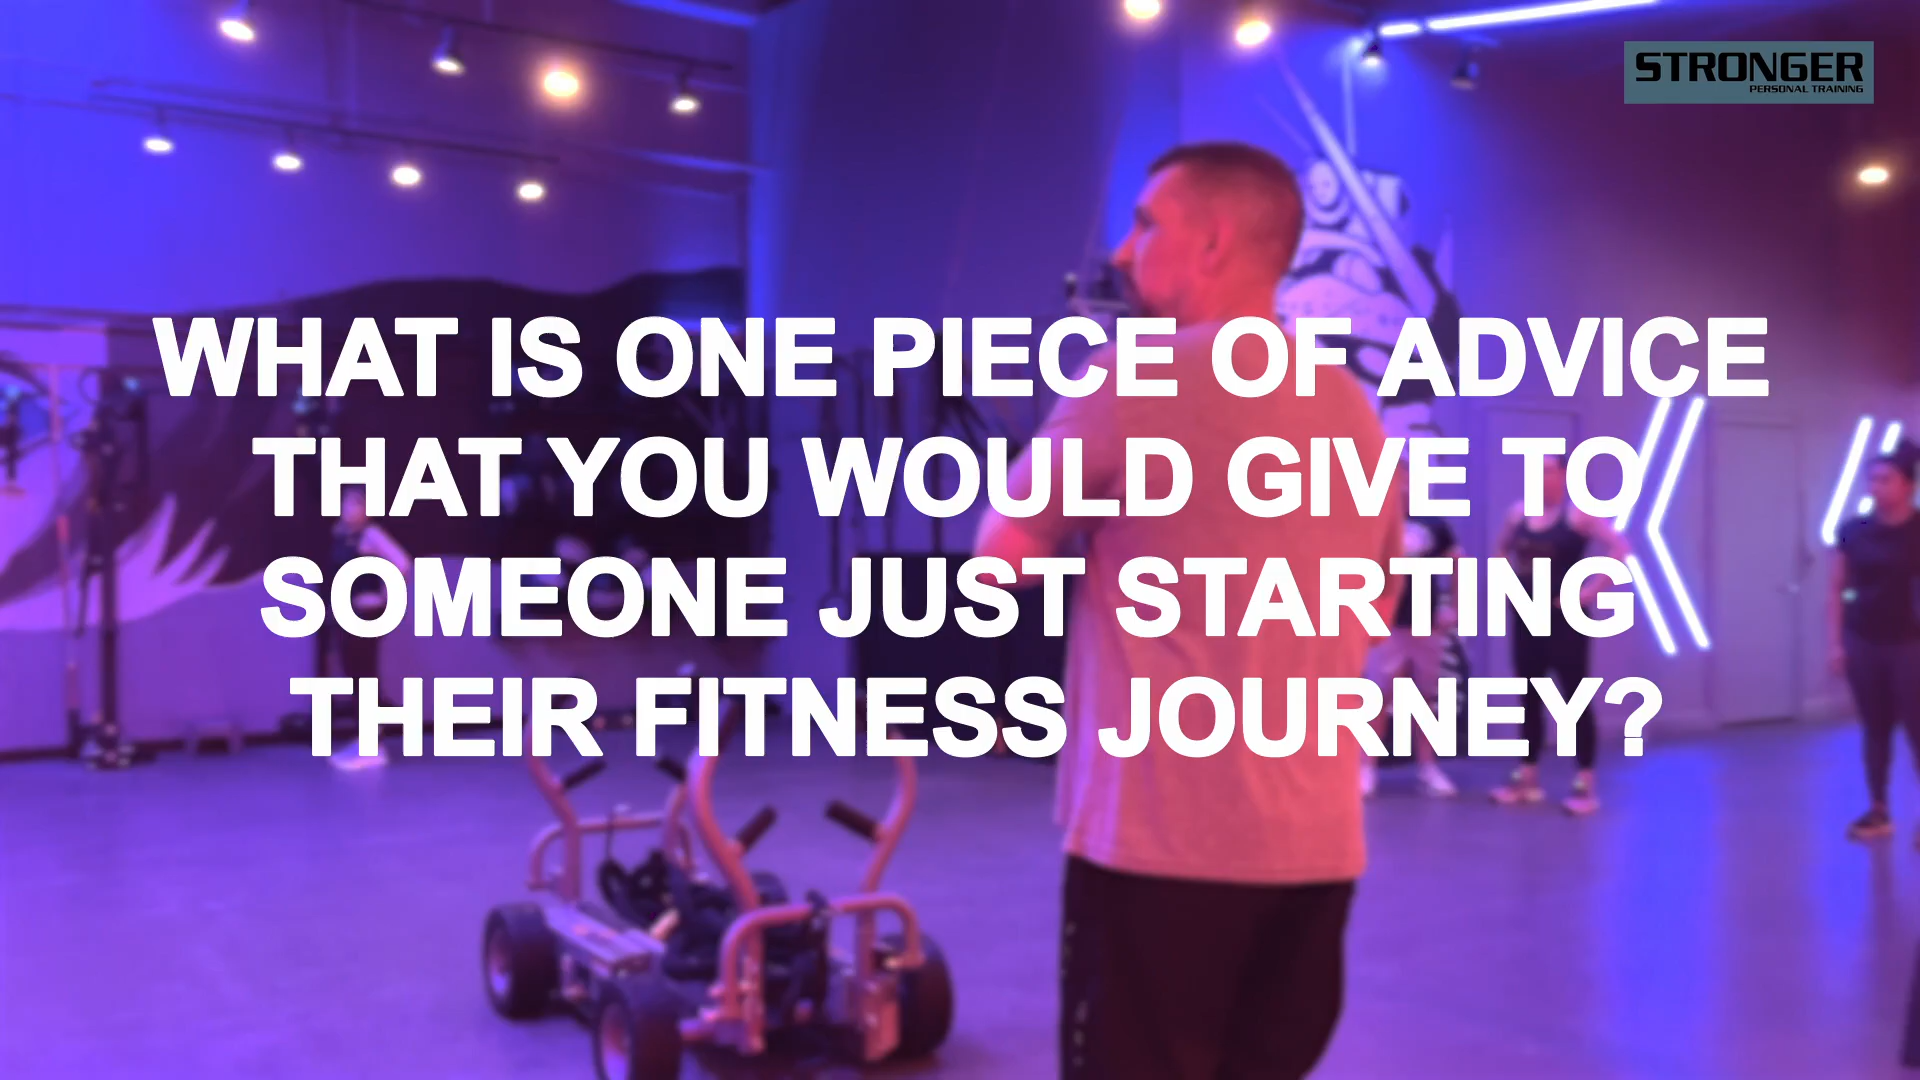 STRONGER
PERSONAL TRAINING
WHAT IS ONE PIECE OF ADVICE
THAT YOU WOULD GIVE TO
SOMEONE JUST STARTING
THEIR FITNESS JOURNEY?